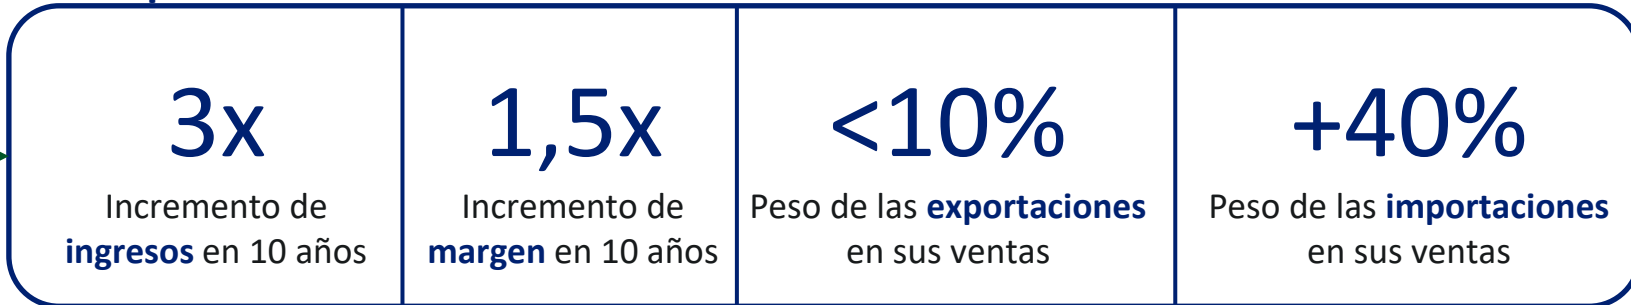 3x
Incremento de
ingresos en 10 años
1,5x
Incremento de
margen en 10 años
<10%
Peso de las exportaciones
en sus ventas
+40%
Peso de las importaciones
en sus ventas